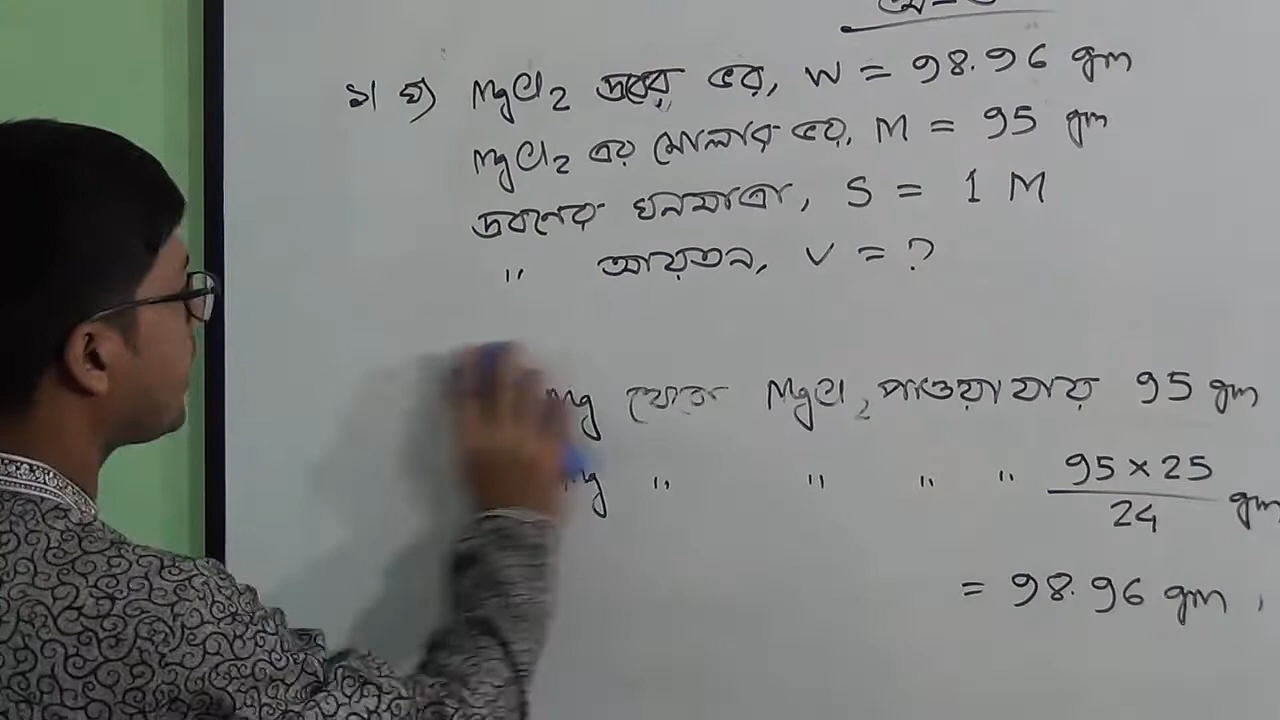 ১। ঘ) MgCl₂ দ্রবের ভর, W = 98.96 gm
MgCl₂ এর মোলার ভর, M = 95 gm
দ্রবণের ঘনমাত্রা, S = 1 M
" আয়তন, V = ?
Mg থেকে MgCl₂ পাওয়া যায় 95 gm
Mg " " " " 95 × 25 / 24 gm
= 98.96 gm,